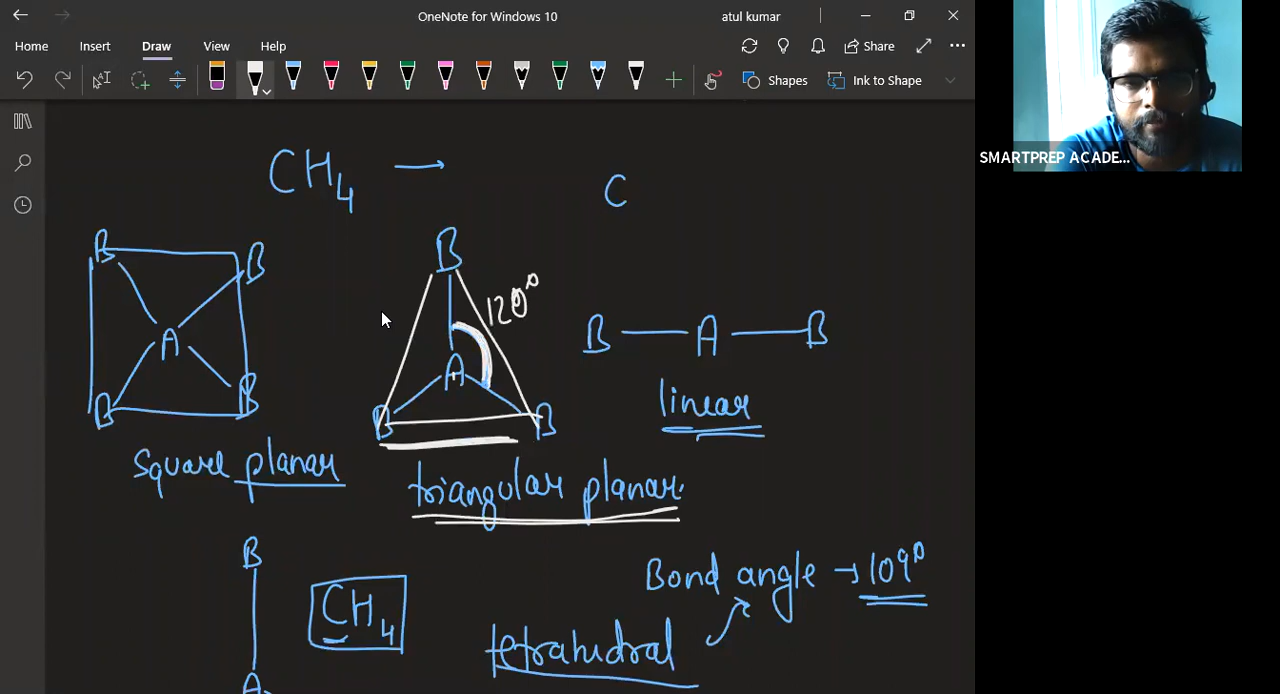 OneNote for Windows 10
atul kumar
Home Insert Draw View Help
Share
Shapes
Ink to Shape
SMARTPREP ACADE...
CH4 →
C
B B
A
B B
square planar
B
120°
A
B B
triangular planar
B — A — B
linear
B
A
CH4
Bond angle → 109°
tetrahedral